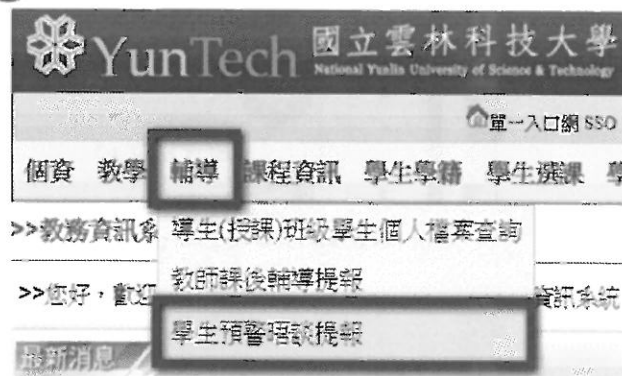 YunTech 國立雲林科技大學
National Yunlin University of Science & Technology
單一入口網 SSO
個資 教學 輔導 課程資訊 學生學籍 學生選課 學
>>教務資訊系
導生(授課)班級學生個人檔案查詢
教師課後輔導提報
>>您好，歡迎 資訊系統
學生預警晤談提報
最新消息